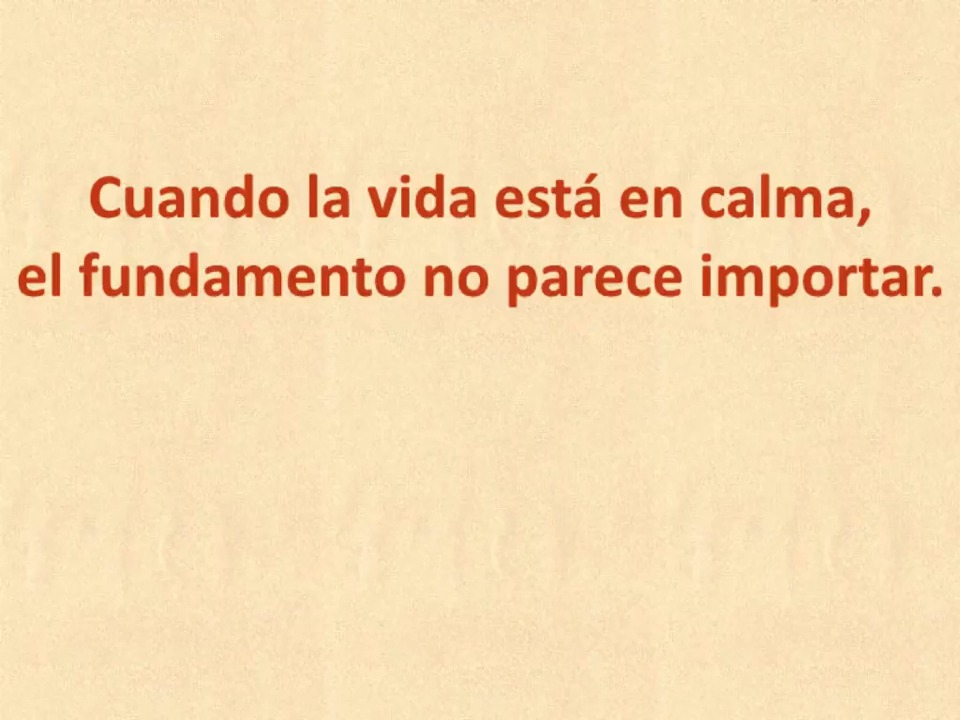 Cuando la vida está en calma,
el fundamento no parece importar.